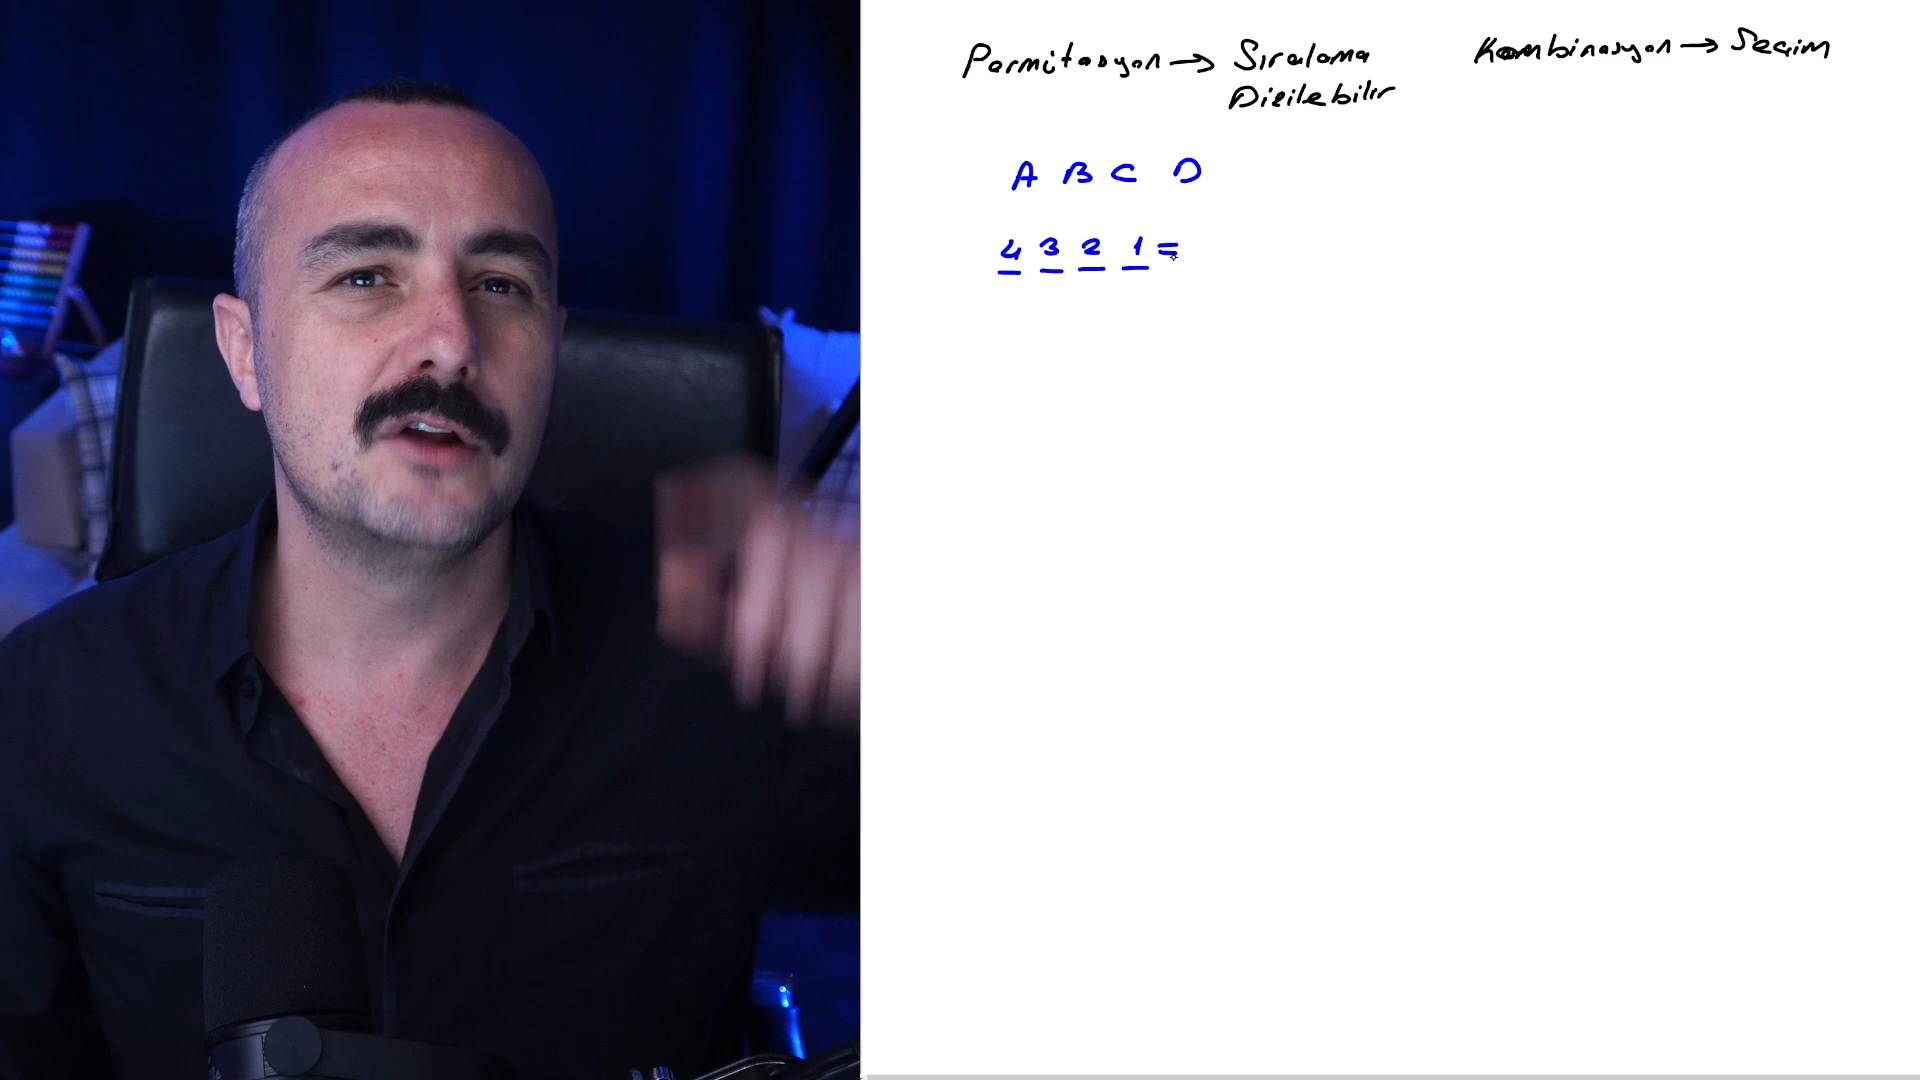 Permütasyon → Sıralama Kombinasyon → Seçim
Dizilebilir
A B C D
4 3 2 1 =